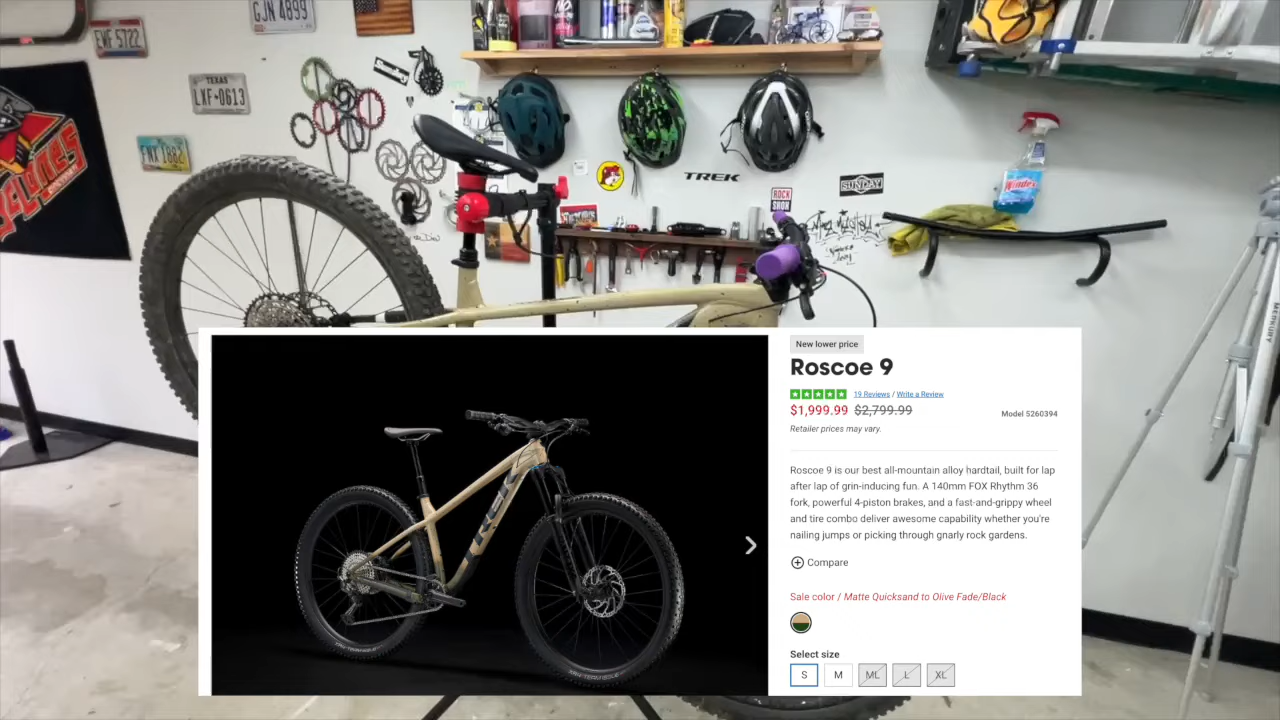 GJN 4899
EWF 5722
TEXAS
LXF•0613
TREK
ROCK
SHOX
SUNDAY
Windex
MERCURY
New lower price
Roscoe 9
19 Reviews / Write a Review
$1,999.99 $2,799.99
Model 5260394
Retailer prices may vary.
Roscoe 9 is our best all-mountain alloy hardtail, built for lap
after lap of grin-inducing fun. A 140mm FOX Rhythm 36
fork, powerful 4-piston brakes, and a fast-and-grippy wheel
and tire combo deliver awesome capability whether you're
nailing jumps or picking through gnarly rock gardens.
Compare
Sale color / Matte Quicksand to Olive Fade/Black
Select size
S M ML L XL
TREK